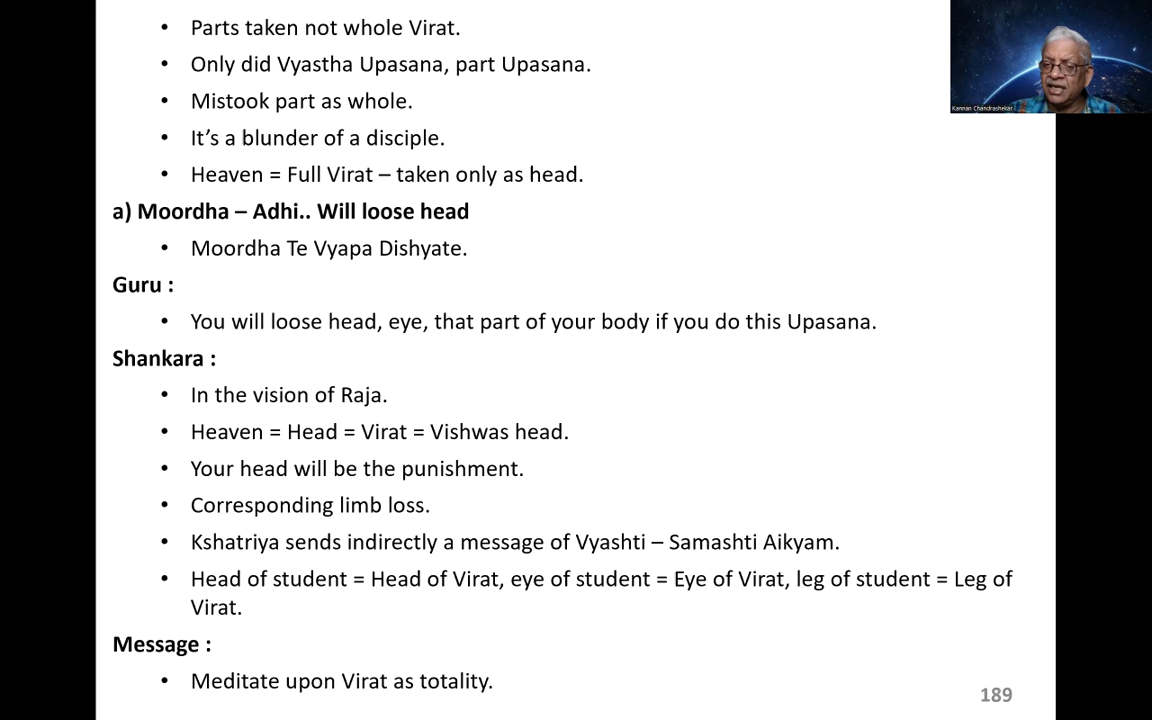 • Parts taken not whole Virat.
• Only did Vyastha Upasana, part Upasana.
• Mistook part as whole.
• It's a blunder of a disciple.
• Heaven = Full Virat – taken only as head.
a) Moordha – Adhi.. Will loose head
• Moordha Te Vyapa Dishyate.
Guru :
• You will loose head, eye, that part of your body if you do this Upasana.
Shankara :
• In the vision of Raja.
• Heaven = Head = Virat = Vishwas head.
• Your head will be the punishment.
• Corresponding limb loss.
• Kshatriya sends indirectly a message of Vyashti – Samashti Aikyam.
• Head of student = Head of Virat, eye of student = Eye of Virat, leg of student = Leg of
Virat.
Message :
• Meditate upon Virat as totality.
189
Kannan Chandrashekar